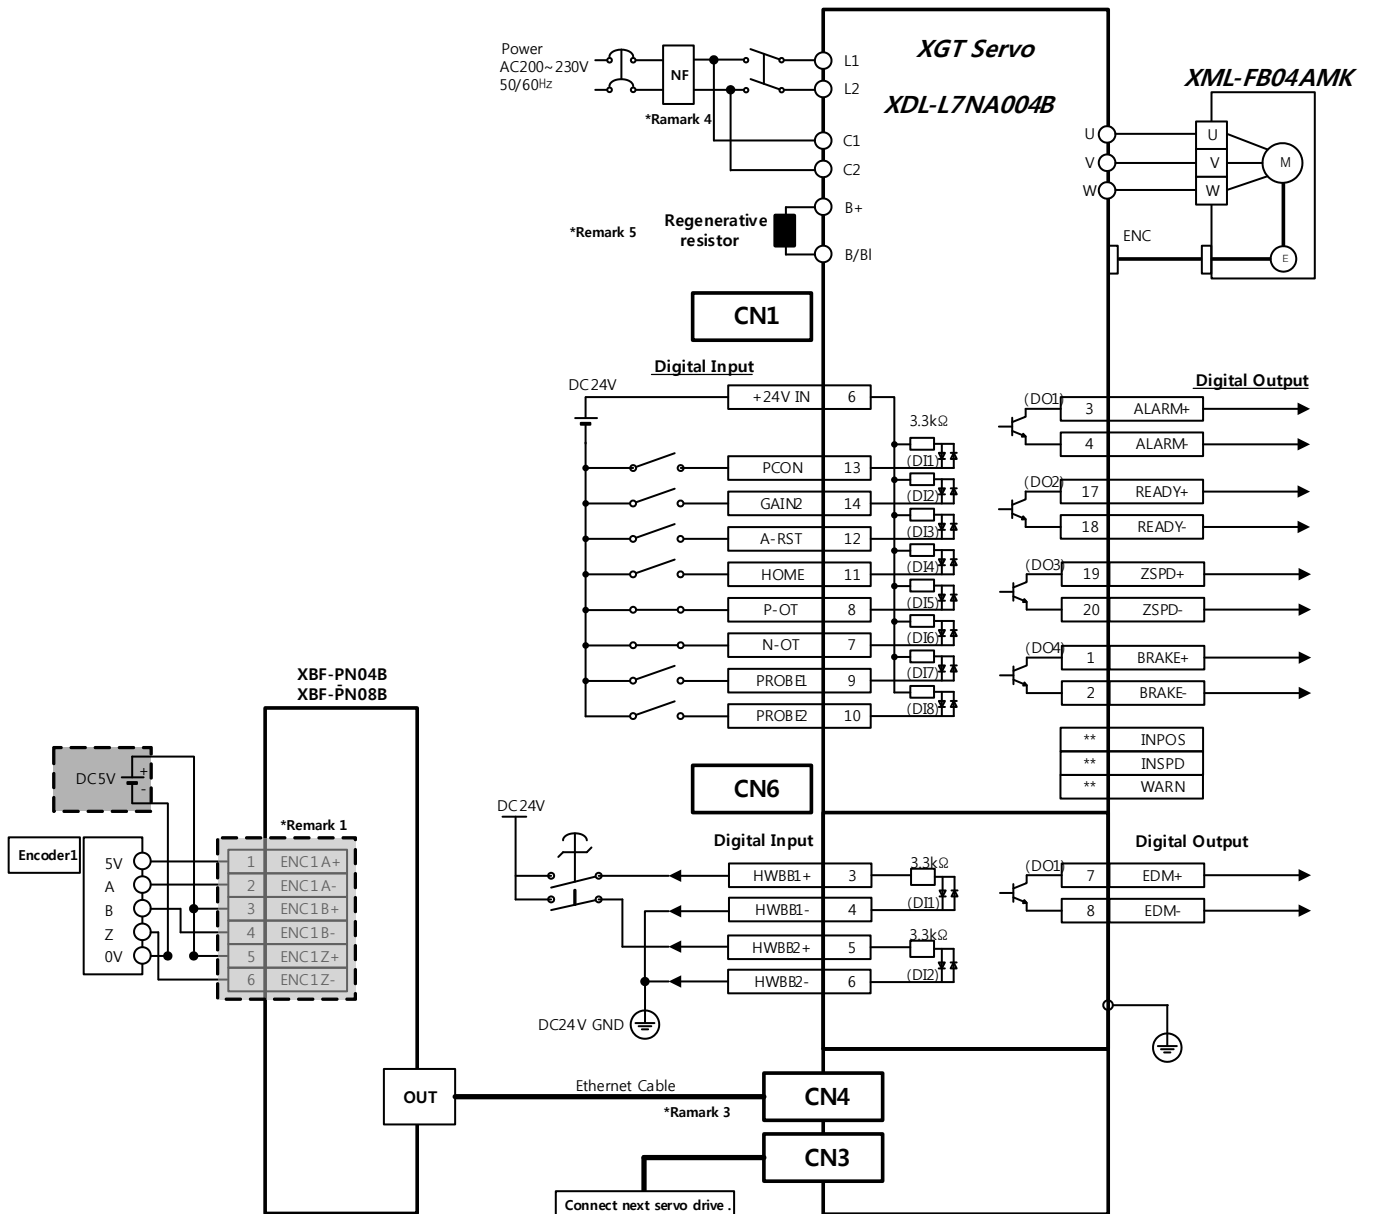 Power
AC200~230V
50/60Hz
NF
*Ramark 4
L1
L2
C1
C2
B+
B/Bl
*Remark 5
Regenerative
resistor
XGT Servo
XDL-L7NA004B
XML-FB04AMK
U
V
W
U
V
W
M
ENC
E
CN1
Digital Input
DC24V
+24V IN 6
3.3kΩ
PCON 13 (DI1)
GAIN2 14 (DI2)
A-RST 12 (DI3)
HOME 11 (DI4)
P-OT 8 (DI5)
N-OT 7 (DI6)
PROBE1 9 (DI7)
PROBE2 10 (DI8)
Digital Output
(DO1) 3 ALARM+
4 ALARM-
(DO2) 17 READY+
18 READY-
(DO3) 19 ZSPD+
20 ZSPD-
(DO4) 1 BRAKE+
2 BRAKE-
** INPOS
** INSPD
** WARN
XBF-PN04B
XBF-PN08B
DC5V
+
-
*Remark 1
Encoder1
5V
A
B
Z
0V
1 ENC1A+
2 ENC1A-
3 ENC1B+
4 ENC1B-
5 ENC1Z+
6 ENC1Z-
CN6
DC24V
Digital Input
HWBB1+ 3 3.3kΩ
HWBB1- 4 (DI1)
HWBB2+ 5 3.3kΩ
HWBB2- 6 (DI2)
DC24V GND
Digital Output
(DO1) 7 EDM+
8 EDM-
OUT
Ethernet Cable
*Ramark 3
CN4
CN3
Connect next servo drive .